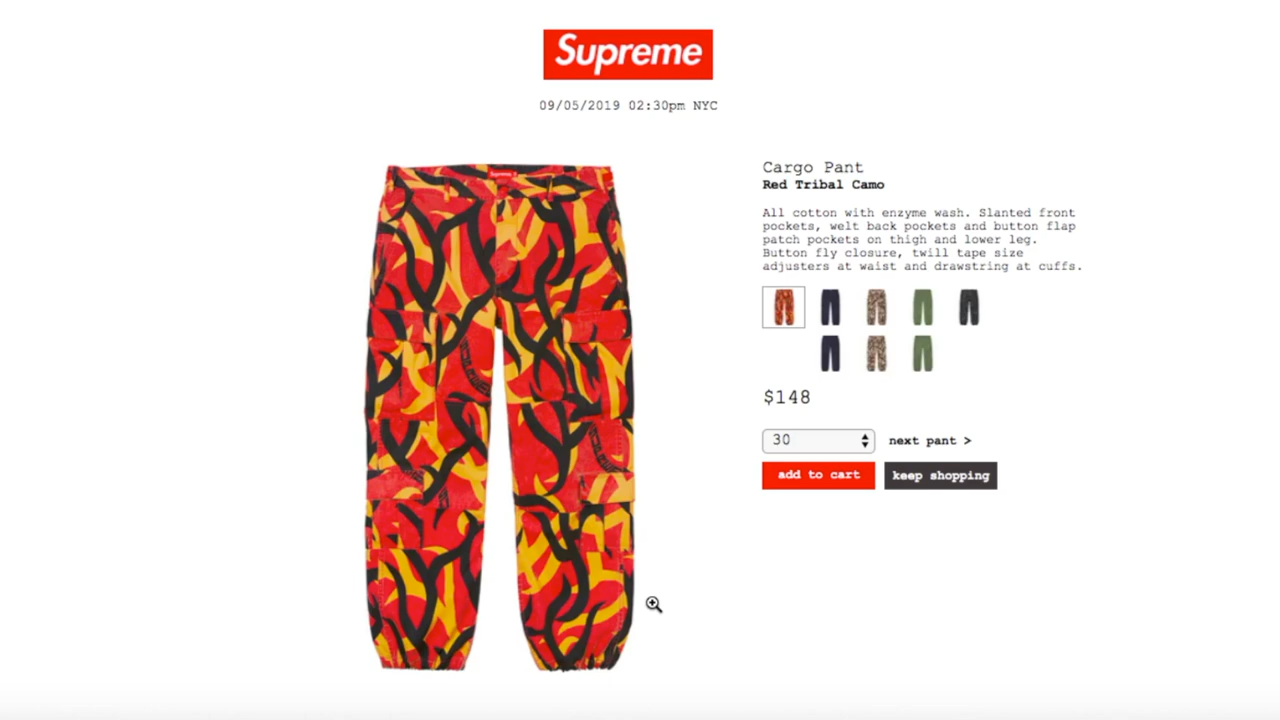 Supreme
09/05/2019 02:30pm NYC
Supreme
Cargo Pant
Red Tribal Camo
All cotton with enzyme wash. Slanted front
pockets, welt back pockets and button flap
patch pockets on thigh and lower leg.
Button fly closure, twill tape size
adjusters at waist and drawstring at cuffs.
$148
30
next pant >
add to cart
keep shopping